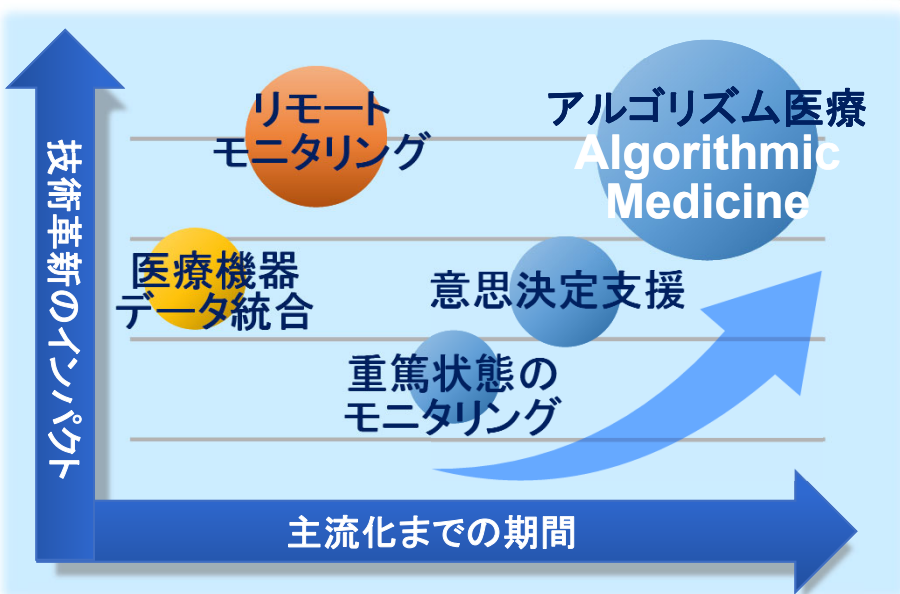 技術革新のインパクト
リモート
モニタリング
アルゴリズム医療
Algorithmic
Medicine
医療機器
データ統合
意思決定支援
重篤状態の
モニタリング
主流化までの期間